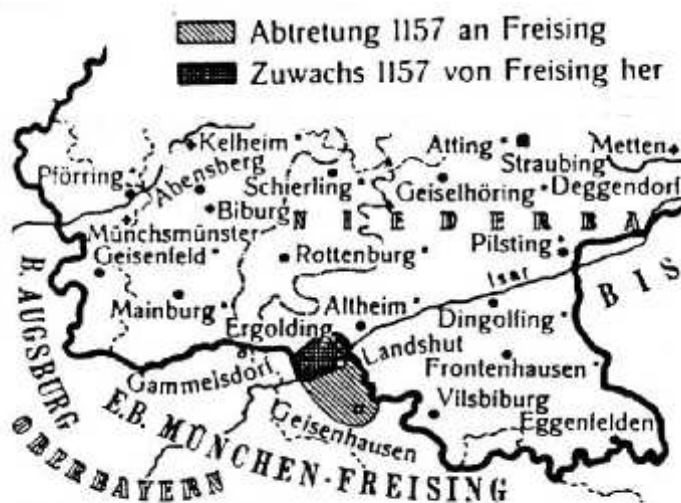 Abtretung 1157 an Freising
Zuwachs 1157 von Freising her
Kelheim
Atting
Metten
Straubing
Pförring
Abensberg
Schierling
Geiselhöring
Deggendorf
Biburg
NIEDERBA
Münchsmünster
Geisenfeld
Rottenburg
Pilsting
Isar
BIS
Mainburg
Altheim
Dingolfing
Ergolding
Landshut
Gammelsdorf
Frontenhausen
Vilsbiburg
Geisenhausen
Eggenfelden
B. AUGSBURG
E.B. MÜNCHEN-FREISING
OBERBAYERN